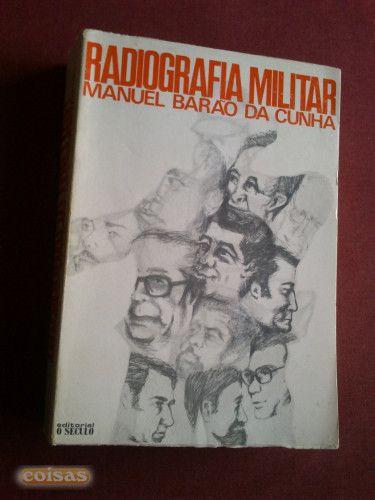 RADIOGRAFIA MILITAR
MANUEL BARÃO DA CUNHA
editorial
O SÉCULO
coisas